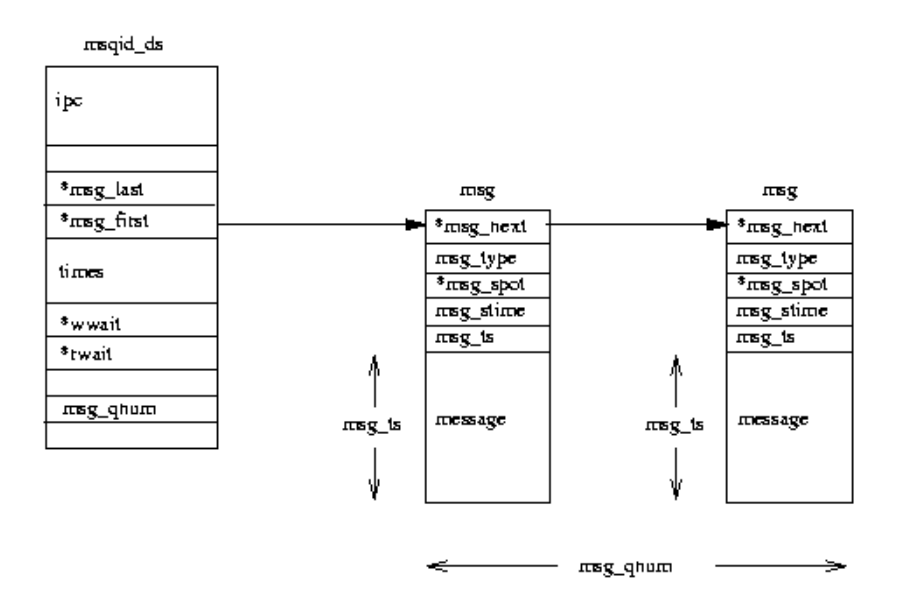 msqid_ds
ipc
*msg_last
*msg_first
times
*wwait
*rwait
msg_qnum
msg
*msg_next
msg_type
*msg_spot
msg_stime
msg_ts
message
msg_ts
msg
*msg_next
msg_type
*msg_spot
msg_stime
msg_ts
message
msg_ts
msg_qnum